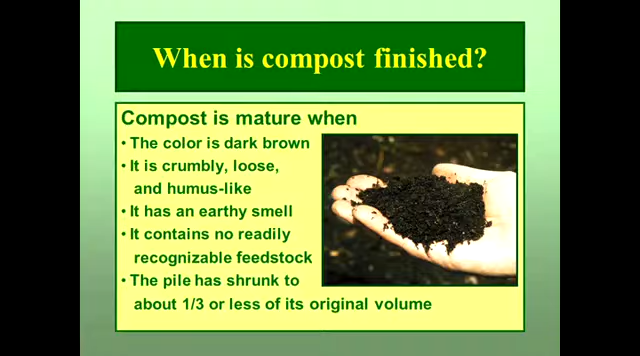 When is compost finished?
Compost is mature when
• The color is dark brown
• It is crumbly, loose,
and humus-like
• It has an earthy smell
• It contains no readily
recognizable feedstock
• The pile has shrunk to
about 1/3 or less of its original volume